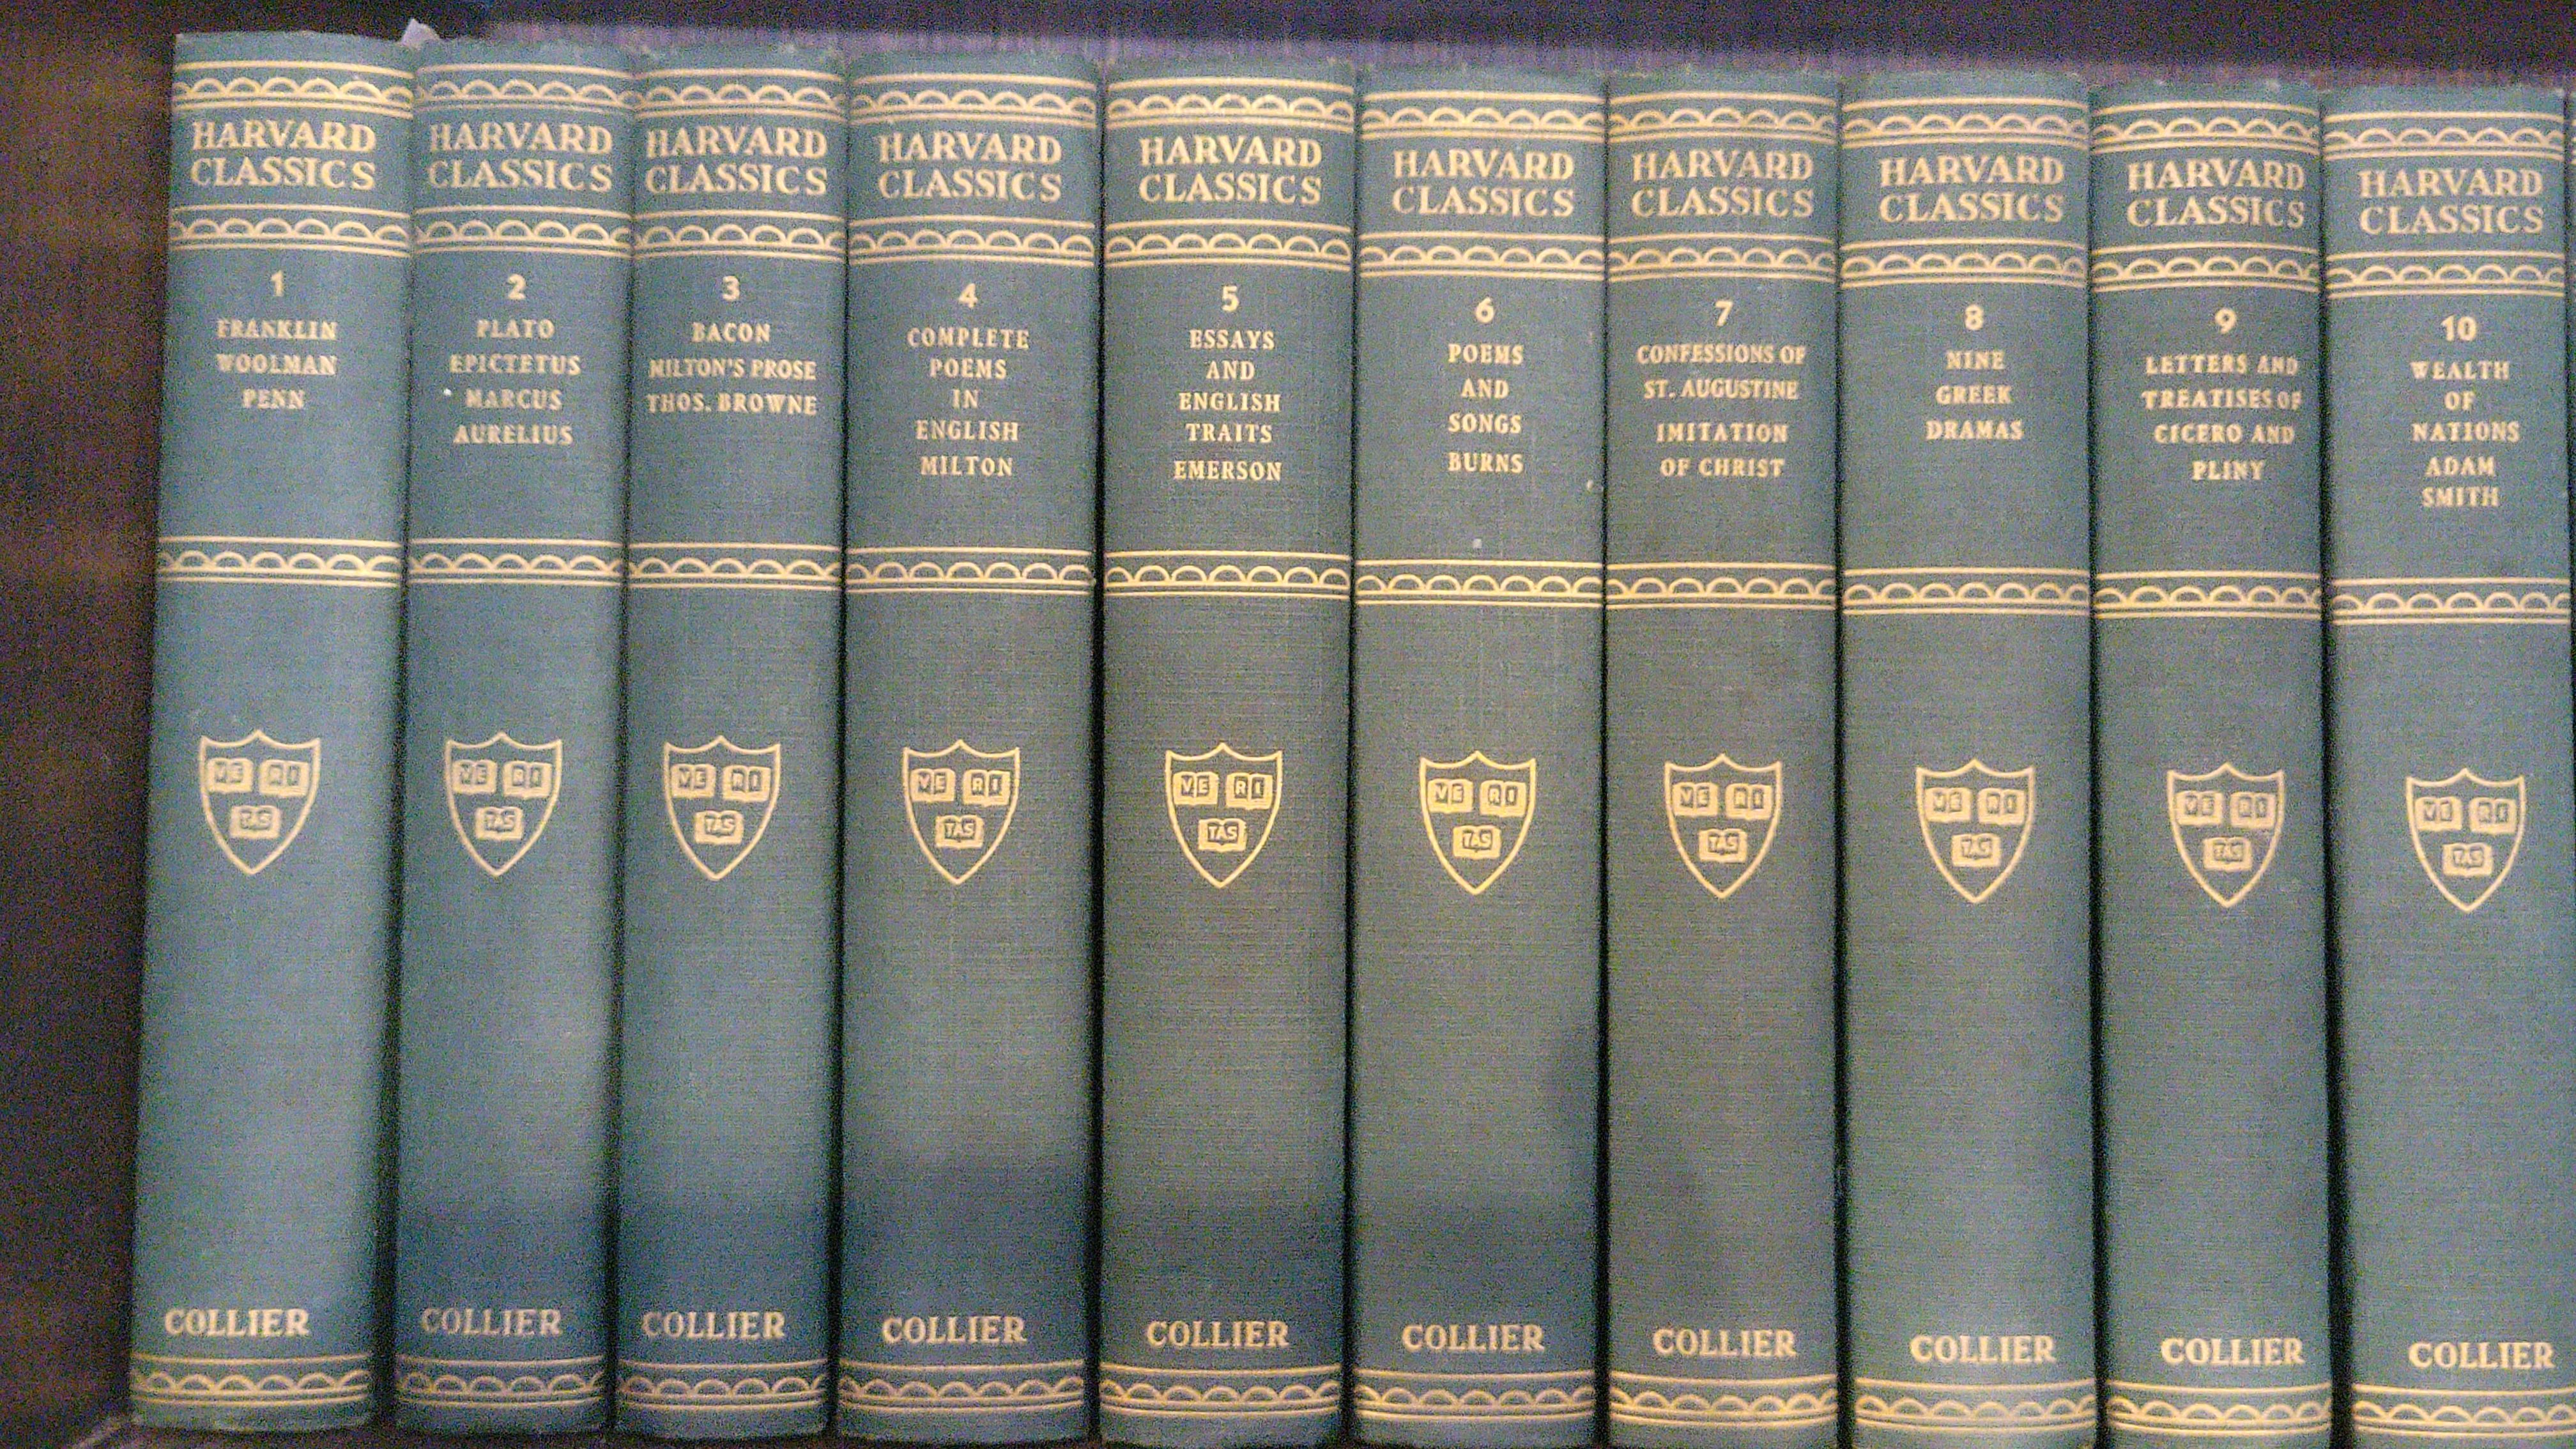 HARVARD
CLASSICS
1
FRANKLIN
WOOLMAN
PENN
VE RI
TAS
COLLIER
HARVARD
CLASSICS
2
PLATO
EPICTETUS
MARCUS
AURELIUS
VE RI
TAS
COLLIER
HARVARD
CLASSICS
3
BACON
MILTON'S PROSE
THOS. BROWNE
VE RI
TAS
COLLIER
HARVARD
CLASSICS
4
COMPLETE
POEMS
IN
ENGLISH
MILTON
VE RI
TAS
COLLIER
HARVARD
CLASSICS
5
ESSAYS
AND
ENGLISH
TRAITS
EMERSON
VE RI
TAS
COLLIER
HARVARD
CLASSICS
6
POEMS
AND
SONGS
BURNS
VE RI
TAS
COLLIER
HARVARD
CLASSICS
7
CONFESSIONS OF
ST. AUGUSTINE
IMITATION
OF CHRIST
VE RI
TAS
COLLIER
HARVARD
CLASSICS
8
NINE
GREEK
DRAMAS
VE RI
TAS
COLLIER
HARVARD
CLASSICS
9
LETTERS AND
TREATISES OF
CICERO AND
PLINY
VE RI
TAS
COLLIER
HARVARD
CLASSICS
10
WEALTH
OF
NATIONS
ADAM
SMITH
VE RI
TAS
COLLIER